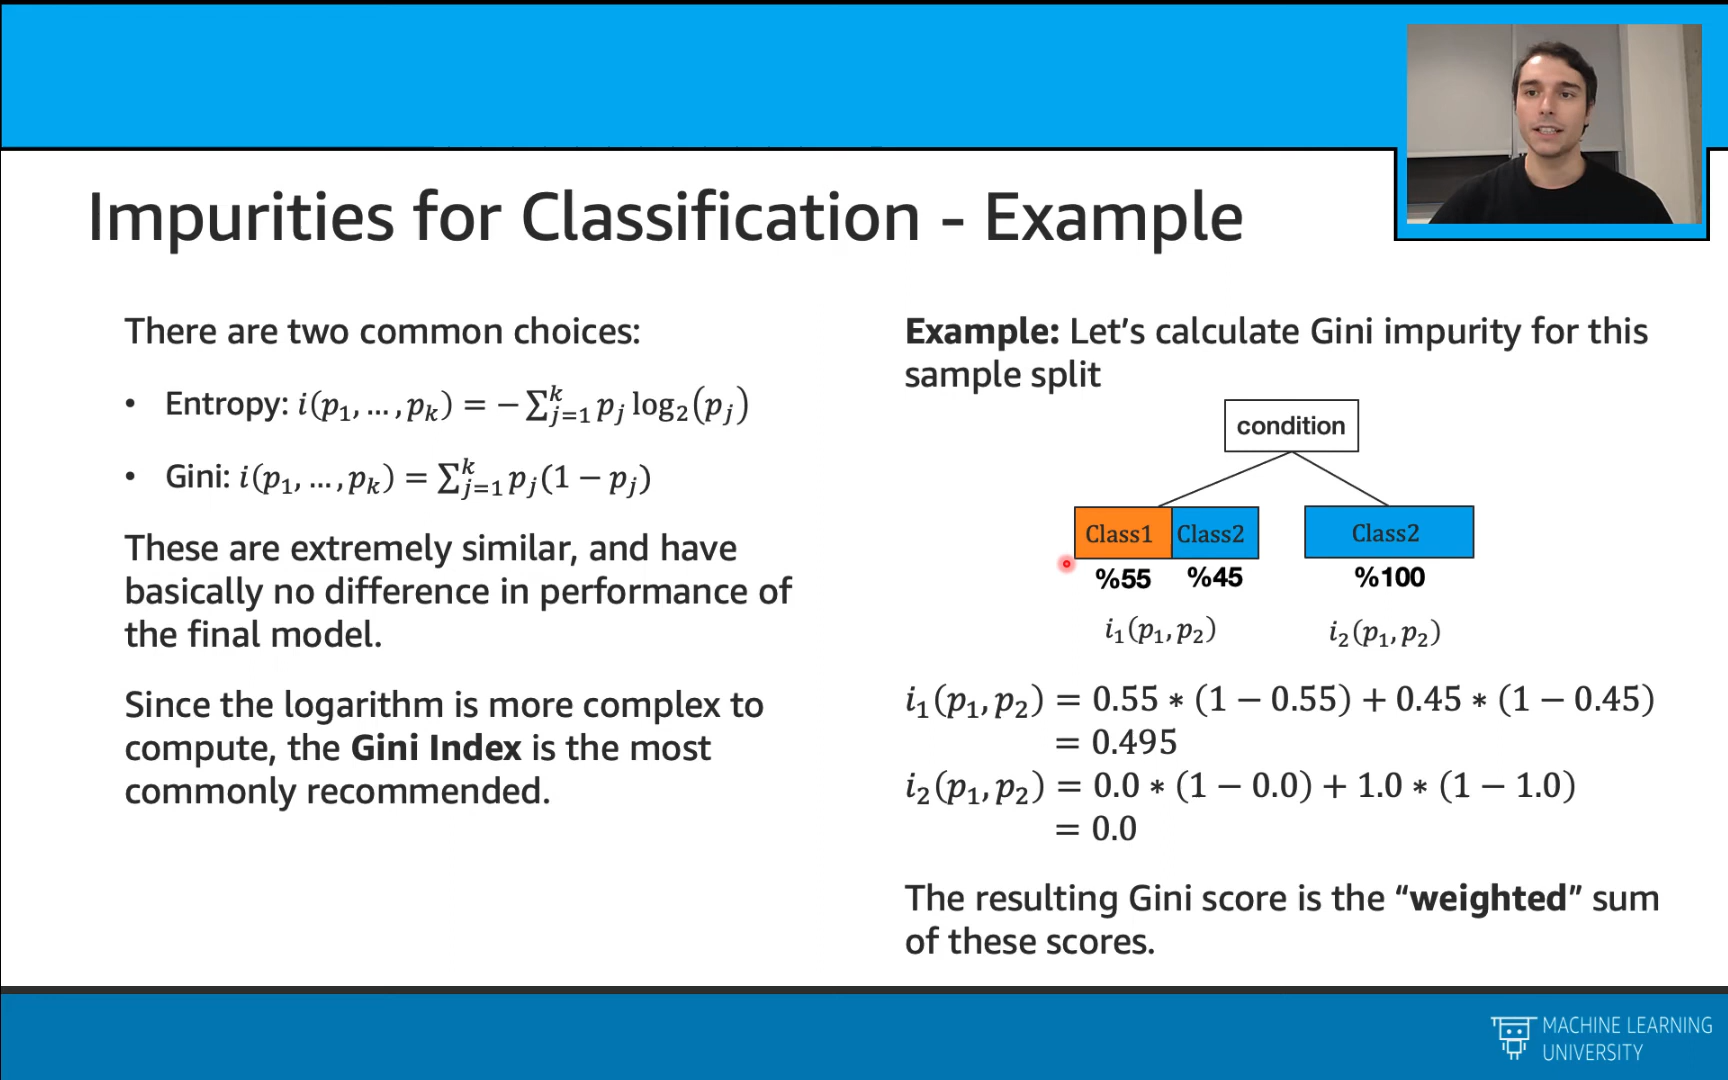 Impurities for Classification - Example
There are two common choices:
• Entropy: i(p₁, …, pₖ) = −∑ᵏⱼ₌₁ pⱼ log₂(pⱼ)
• Gini: i(p₁, …, pₖ) = ∑ᵏⱼ₌₁ pⱼ(1 − pⱼ)
These are extremely similar, and have
basically no difference in performance of
the final model.
Since the logarithm is more complex to
compute, the Gini Index is the most
commonly recommended.
Example: Let's calculate Gini impurity for this
sample split
condition
Class1 Class2 Class2
%55 %45 %100
i₁(p₁, p₂) i₂(p₁, p₂)
i₁(p₁, p₂) = 0.55 ∗ (1 − 0.55) + 0.45 ∗ (1 − 0.45)
= 0.495
i₂(p₁, p₂) = 0.0 ∗ (1 − 0.0) + 1.0 ∗ (1 − 1.0)
= 0.0
The resulting Gini score is the “weighted” sum
of these scores.
MACHINE LEARNING
UNIVERSITY